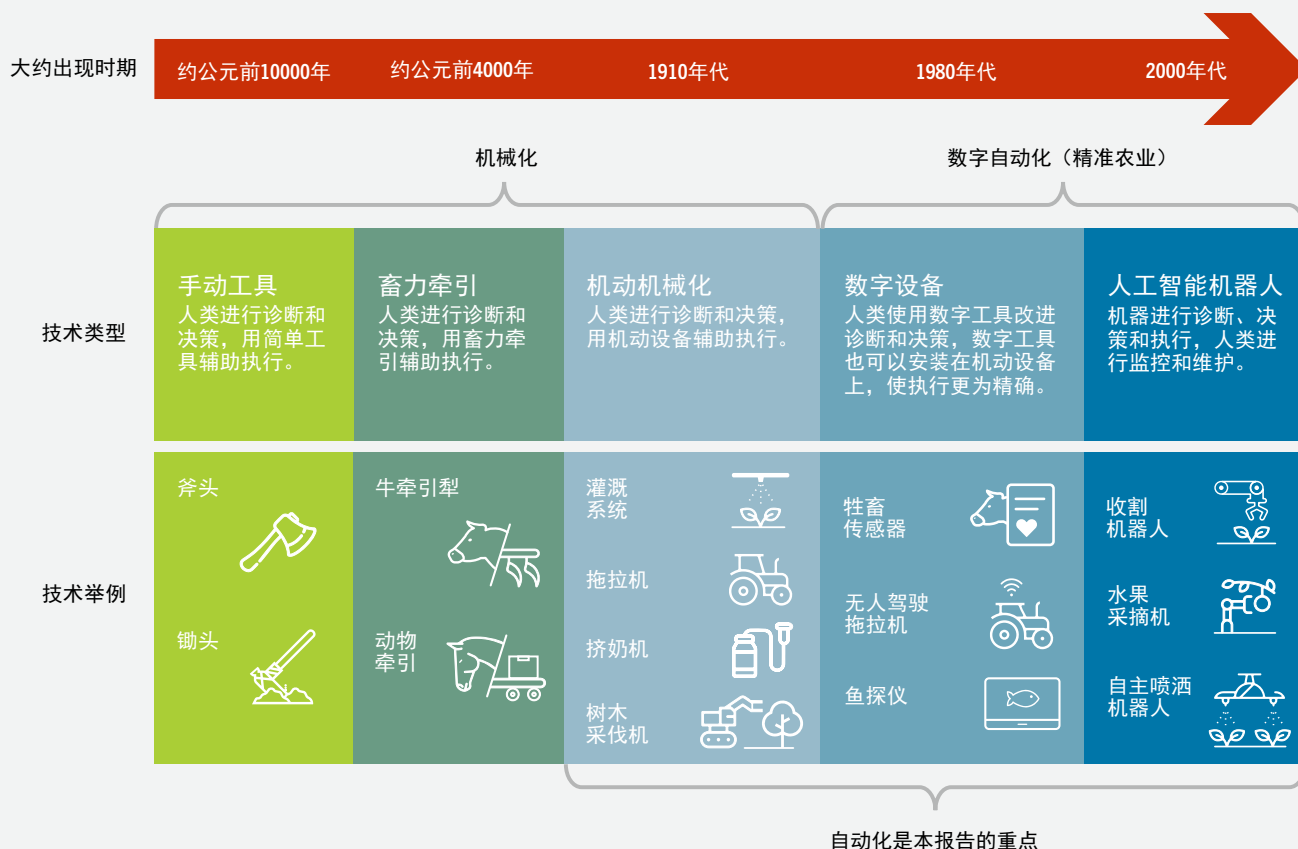 大约出现时期
约公元前10000年
约公元前4000年
1910年代
1980年代
2000年代
机械化
数字自动化（精准农业）
技术类型
手动工具
人类进行诊断和
决策，用简单工
具辅助执行。
畜力牵引
人类进行诊断和
决策，用畜力牵
引辅助执行。
机动机械化
人类进行诊断和决策，
用机动设备辅助执行。
数字设备
人类使用数字工具改进
诊断和决策，数字工具
也可以安装在机动设备
上，使执行更为精确。
人工智能机器人
机器进行诊断、决
策和执行，人类进
行监控和维护。
技术举例
斧头
锄头
牛牵引犁
动物
牵引
灌溉
系统
拖拉机
挤奶机
树木
采伐机
牲畜
传感器
无人驾驶
拖拉机
鱼探仪
收割
机器人
水果
采摘机
自主喷洒
机器人
自动化是本报告的重点